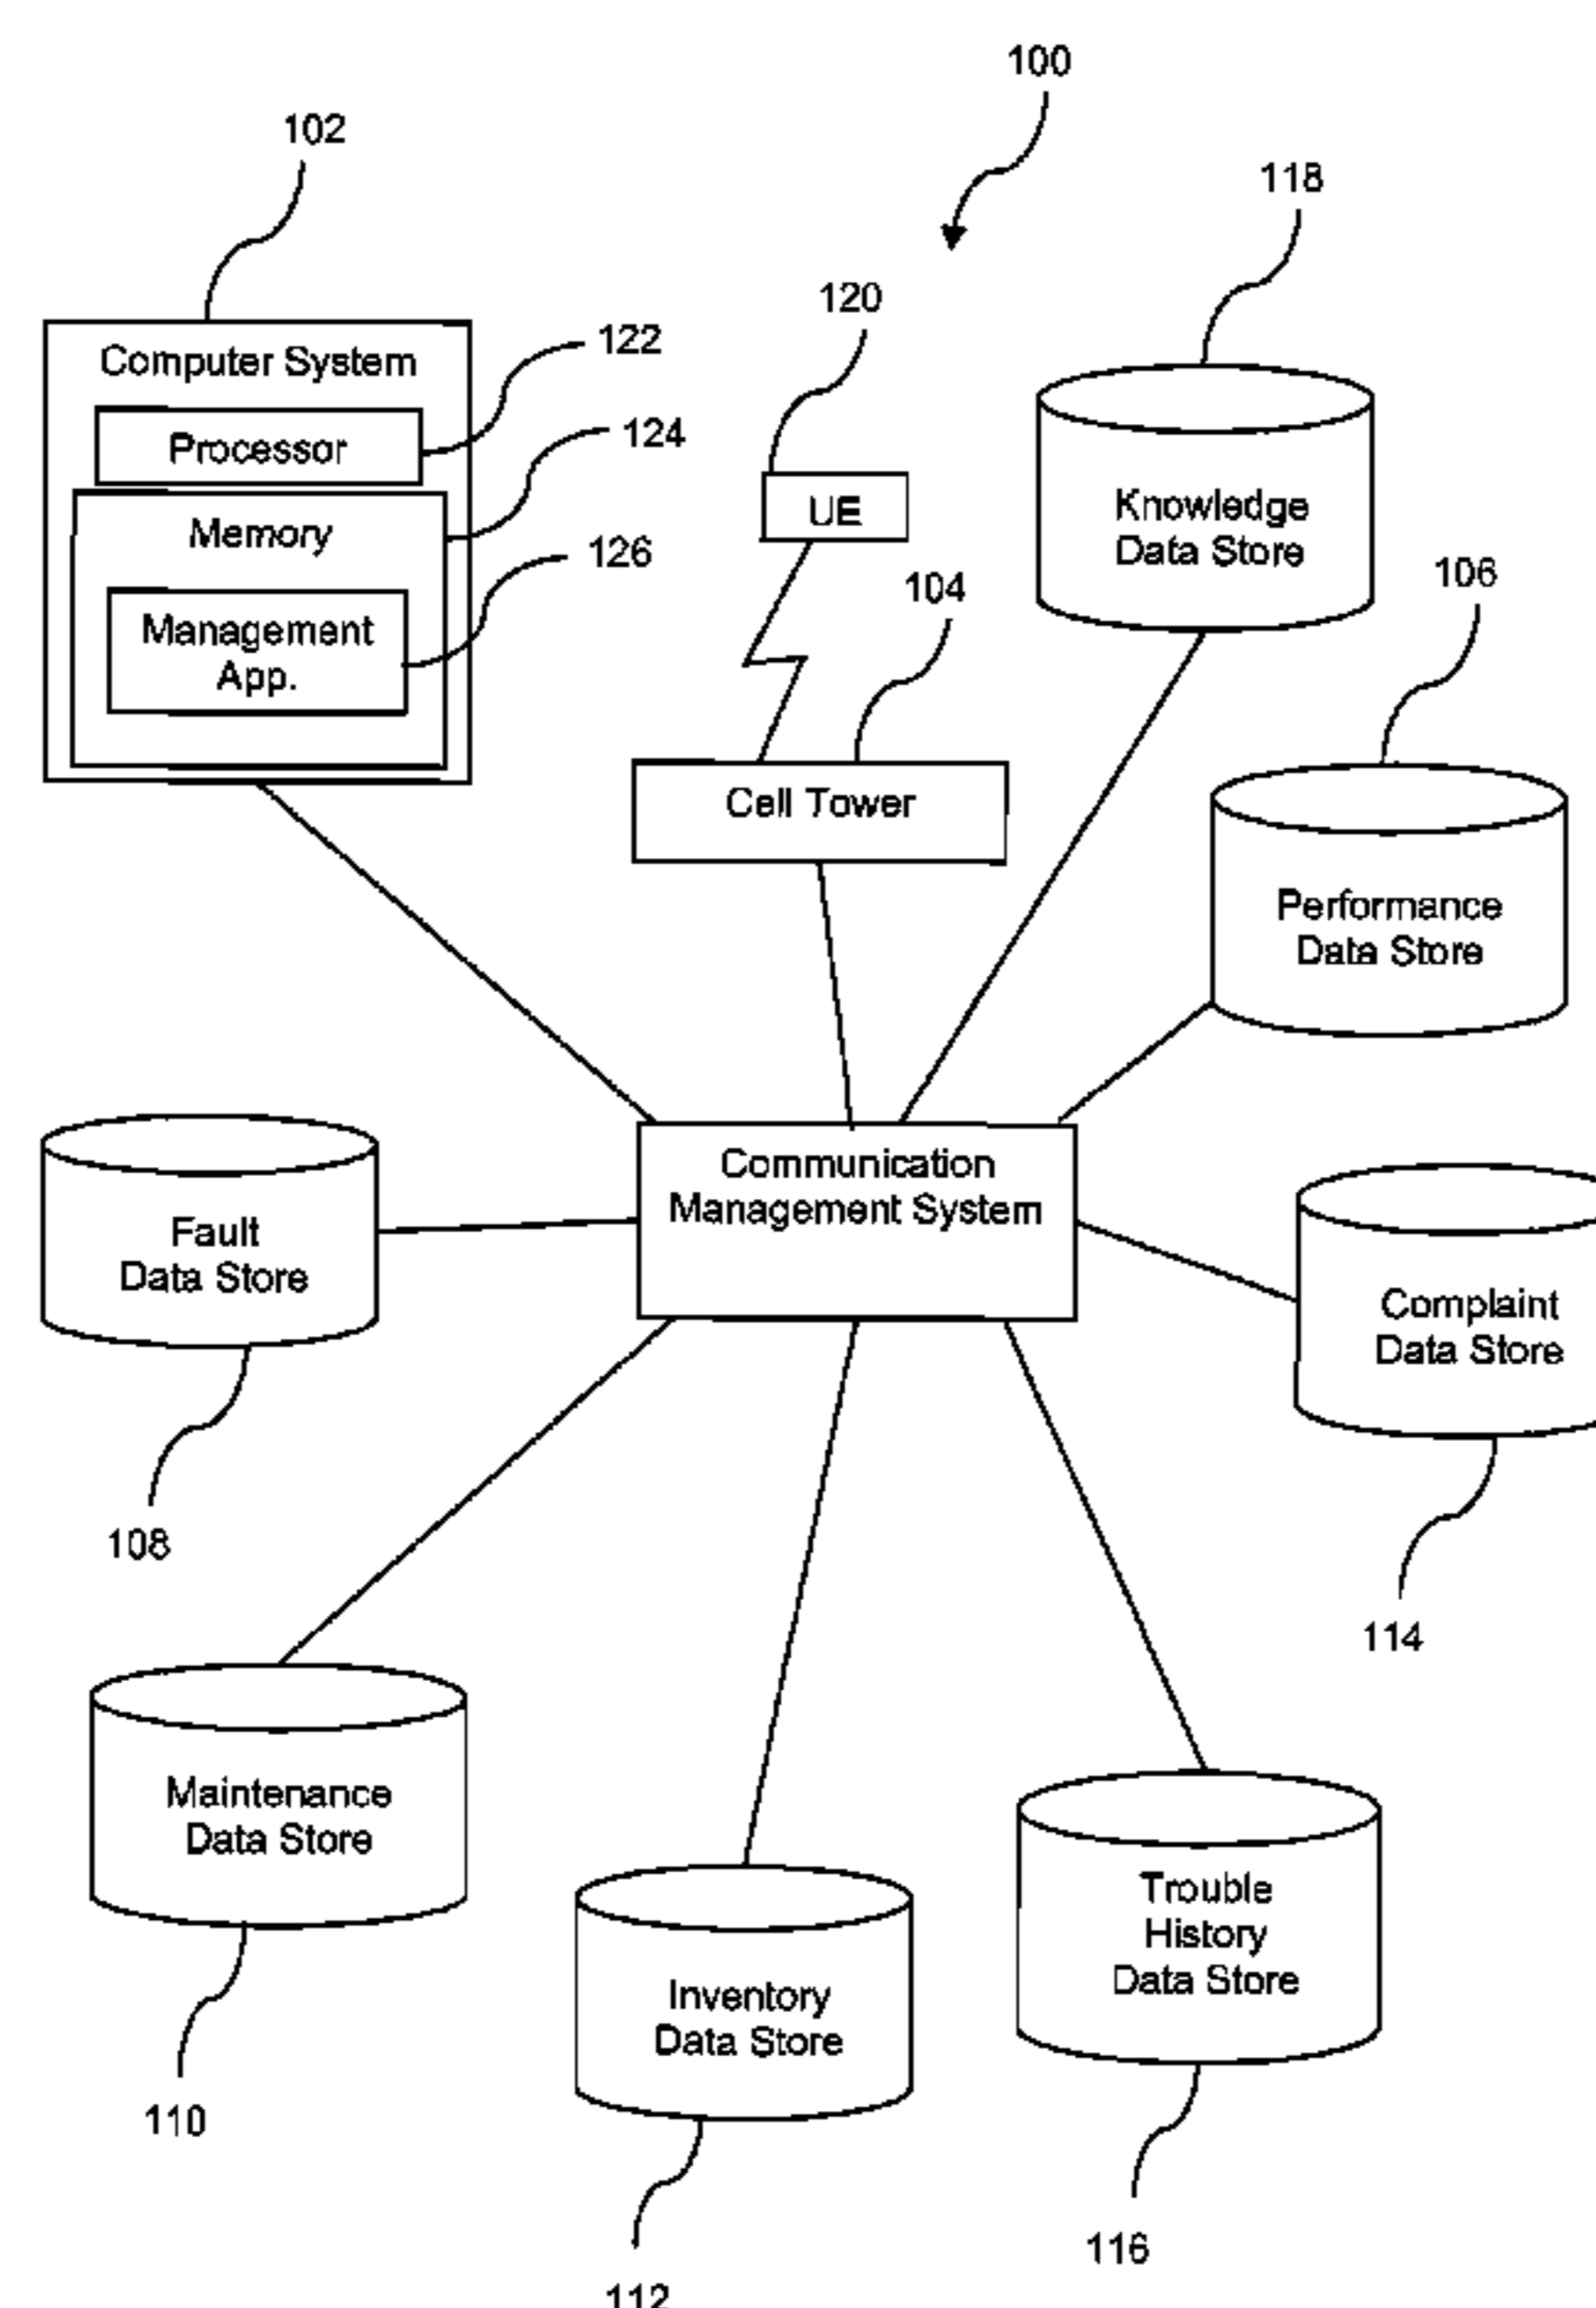 100
102
118
120
Computer System
122
Processor
124
Memory
UE
Knowledge
Data Store
126
104
106
Management
App.
Cell Tower
Performance
Data Store
Communication
Management System
Fault
Data Store
Complaint
Data Store
108
114
Maintenance
Data Store
Trouble
History
Data Store
Inventory
Data Store
110
116
112